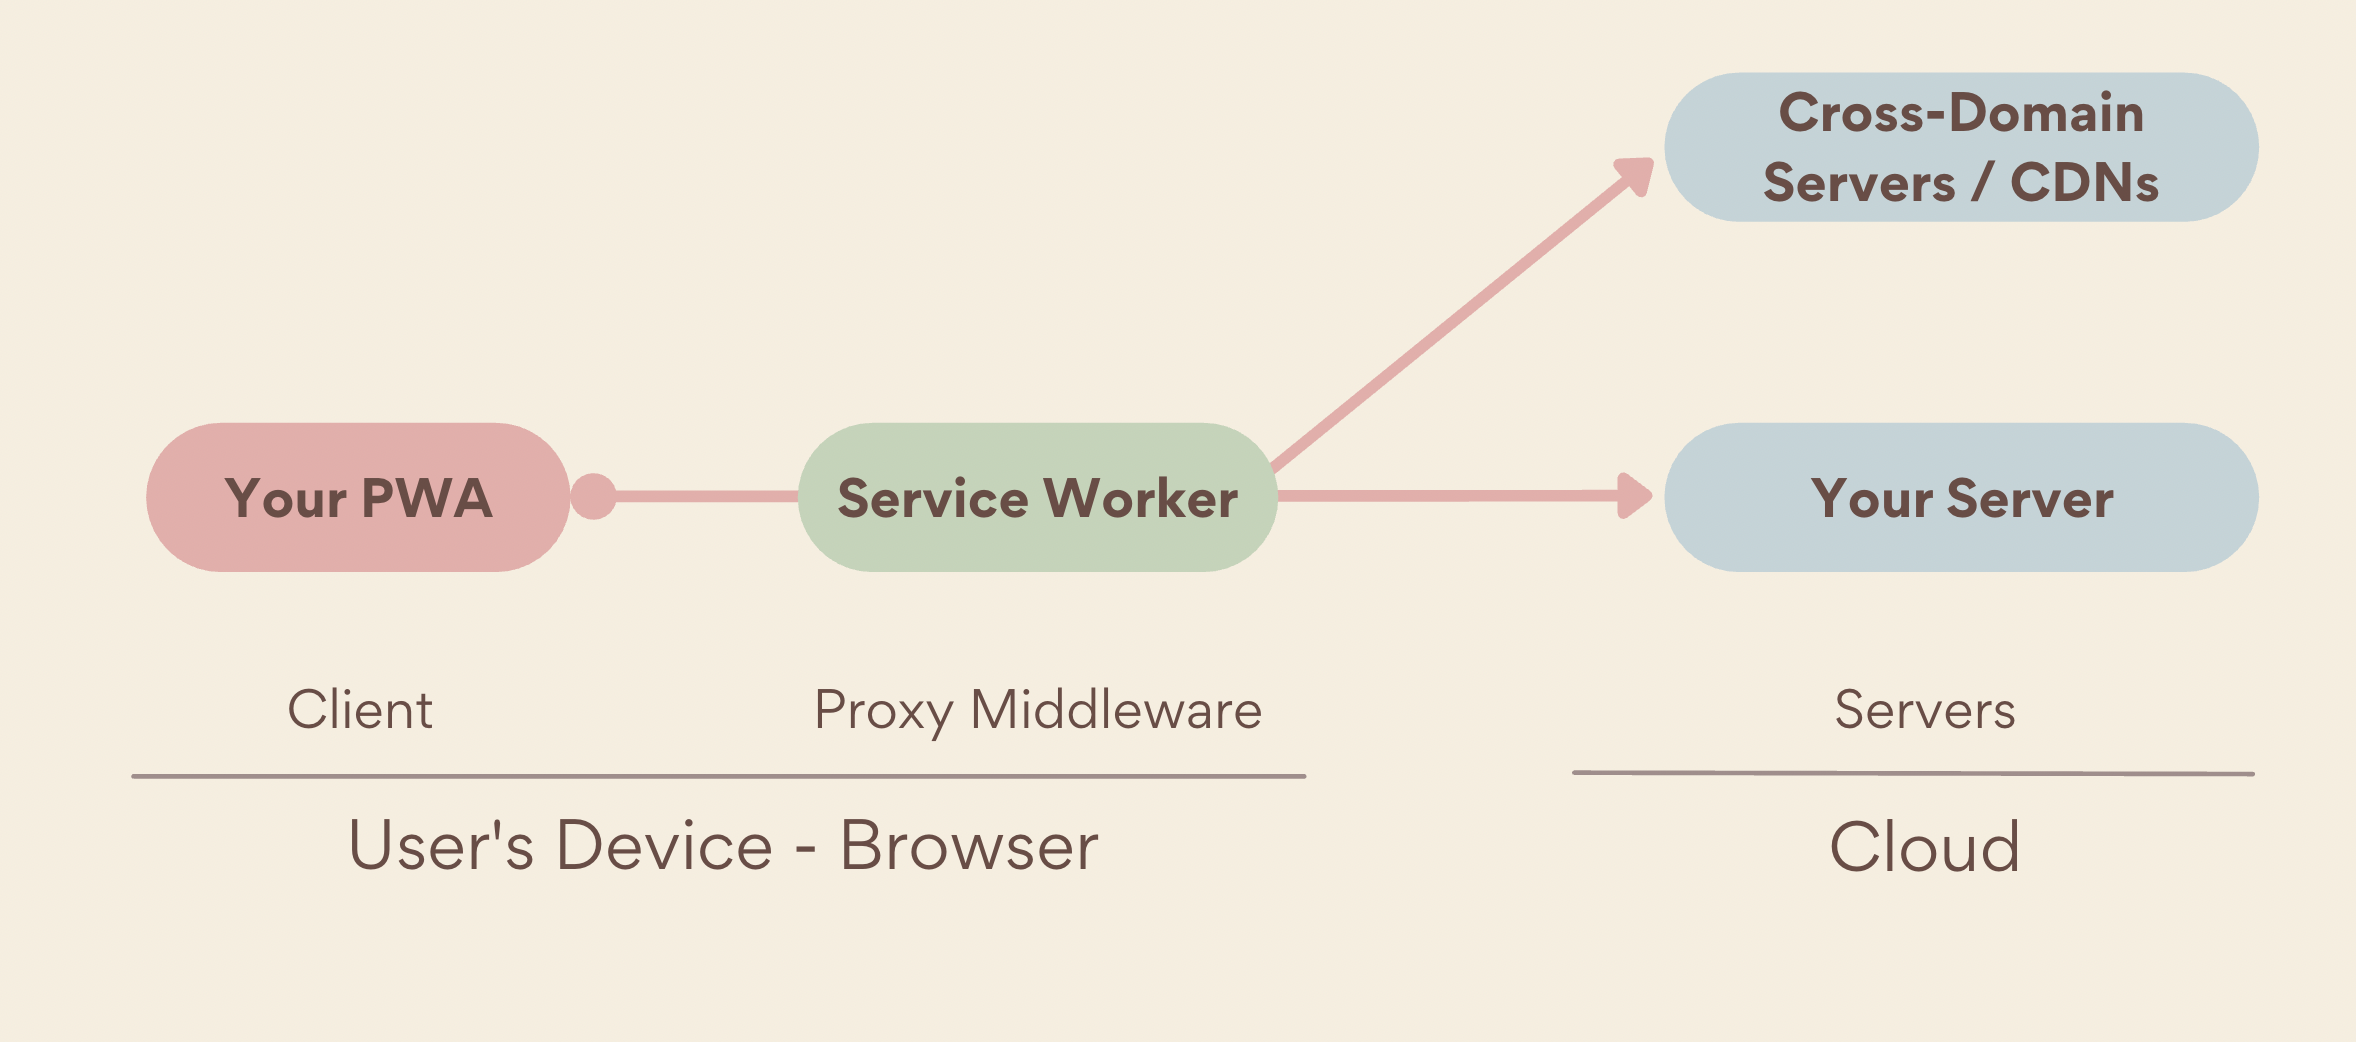 Cross-Domain
Servers / CDNs
Your PWA
Service Worker
Your Server
Client
Proxy Middleware
Servers
User's Device - Browser
Cloud